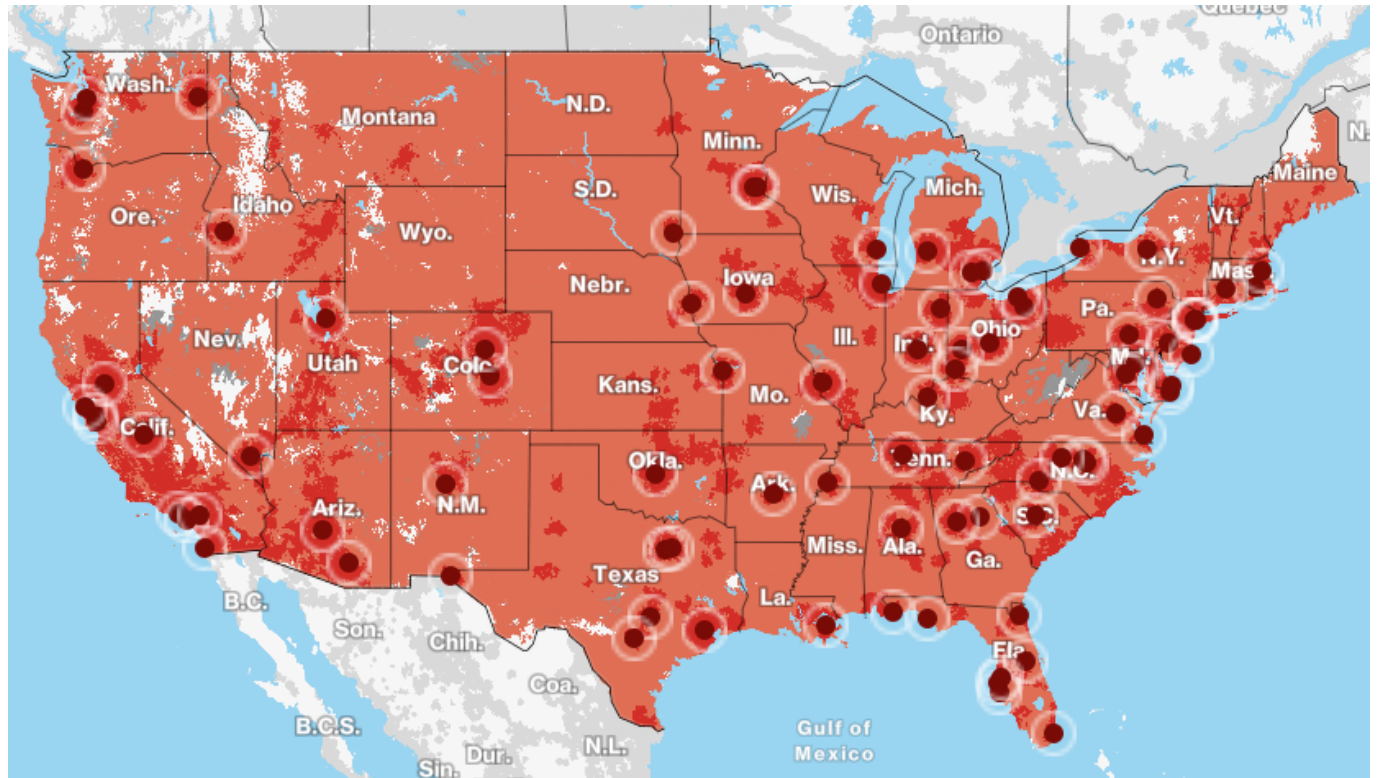 Quebec
Ontario
N.
Wash.
Montana
N.D.
Minn.
Maine
S.D.
Wis.
Mich.
Idaho
Ore.
Vt.
Wyo.
N.Y.
Mas
Iowa
Nebr.
Pa.
Ohio
Nev.
Ill.
Ind.
Utah
Colo
Md.
Kans.
Mo.
Va.
Ky.
Calif.
Okla.
Tenn.
N.C.
Ark.
Ariz.
N.M.
S.C.
Miss.
Ala.
Ga.
Texas
La.
B.C.
Son.
Chih.
Fla
Coa.
B.C.S.
Gulf of
Mexico
N.L.
Dur.
Sin.